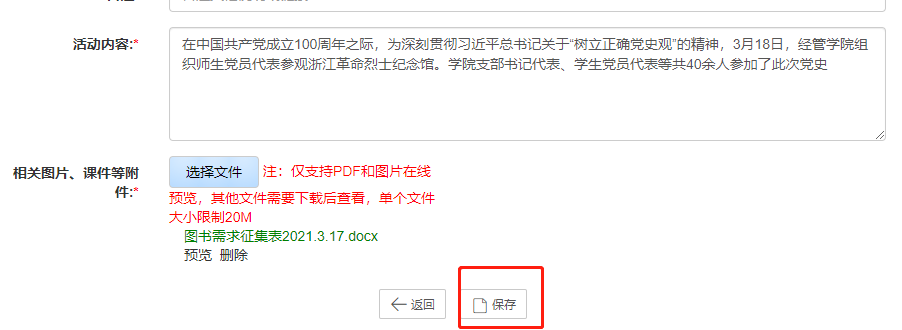 活动内容:*
在中国共产党成立100周年之际，为深刻贯彻习近平总书记关于“树立正确党史观”的精神，3月18日，经管学院组
织师生党员代表参观浙江革命烈士纪念馆。学院支部书记代表、学生党员代表等共40余人参加了此次党史
相关图片、课件等附
件:*
选择文件 注：仅支持PDF和图片在线
预览，其他文件需要下载后查看，单个文件
大小限制20M
图书需求征集表2021.3.17.docx
预览 删除
返回 保存